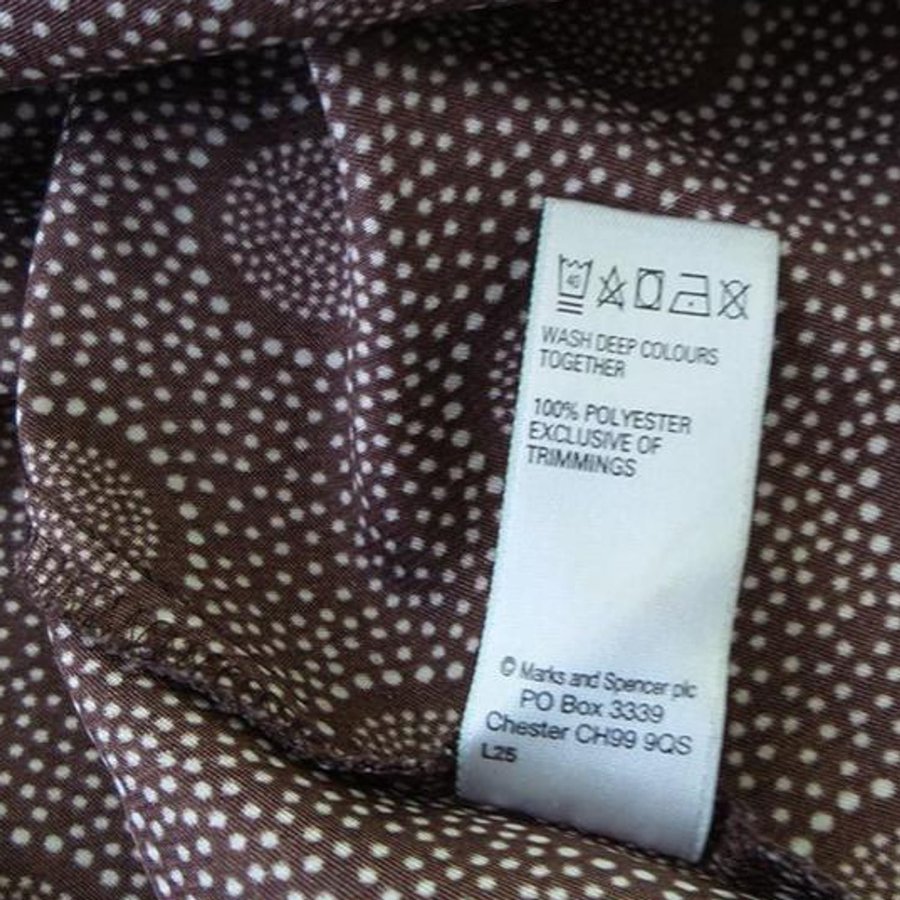 40
WASH DEEP COLOURS
TOGETHER
100% POLYESTER
EXCLUSIVE OF
TRIMMINGS
© Marks and Spencer plc
PO Box 3339
Chester CH99 9QS
L25